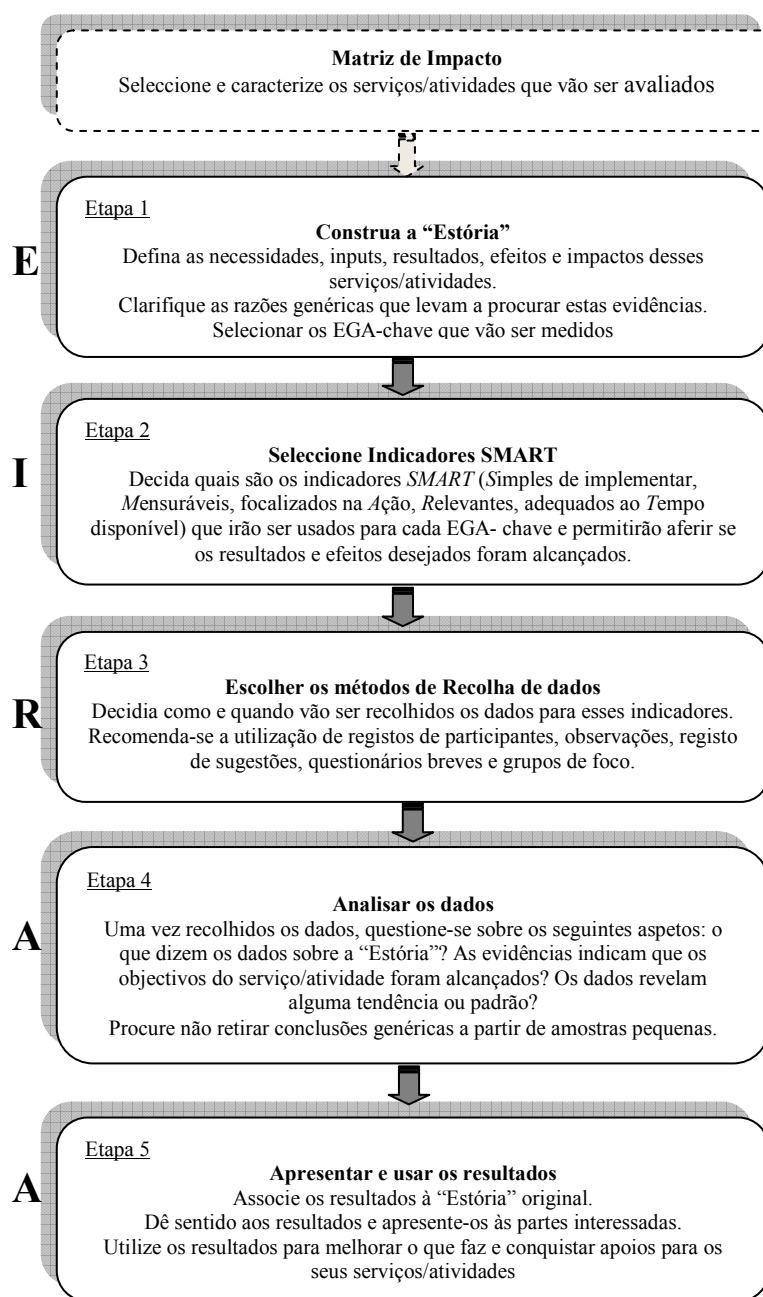 Matriz de Impacto
Seleccione e caracterize os serviços/atividades que vão ser avaliados
Etapa 1
Construa a “Estória”
E
Defina as necessidades, inputs, resultados, efeitos e impactos desses
serviços/atividades.
Clarifique as razões genéricas que levam a procurar estas evidências.
Selecionar os EGA-chave que vão ser medidos
Etapa 2
Seleccione Indicadores SMART
I
Decida quais são os indicadores SMART (Simples de implementar,
Mensuráveis, focalizados na Ação, Relevantes, adequados ao Tempo
disponível) que irão ser usados para cada EGA- chave e permitirão aferir se
os resultados e efeitos desejados foram alcançados.
Etapa 3
Escolher os métodos de Recolha de dados
R
Decidia como e quando vão ser recolhidos os dados para esses indicadores.
Recomenda-se a utilização de registos de participantes, observações, registo
de sugestões, questionários breves e grupos de foco.
Etapa 4
Analisar os dados
A
Uma vez recolhidos os dados, questione-se sobre os seguintes aspetos: o
que dizem os dados sobre a “Estória”? As evidências indicam que os
objectivos do serviço/atividade foram alcançados? Os dados revelam
alguma tendência ou padrão?
Procure não retirar conclusões genéricas a partir de amostras pequenas.
Etapa 5
Apresentar e usar os resultados
A
Associe os resultados à “Estória” original.
Dê sentido aos resultados e apresente-os às partes interessadas.
Utilize os resultados para melhorar o que faz e conquistar apoios para os
seus serviços/atividades